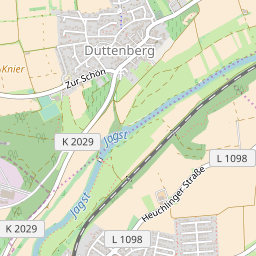 Duttenberg
Knier
Zur Schön
K 2029
Jagst
L 1098
Jagst
Heuchlinger Straße
K 2029
L 1098